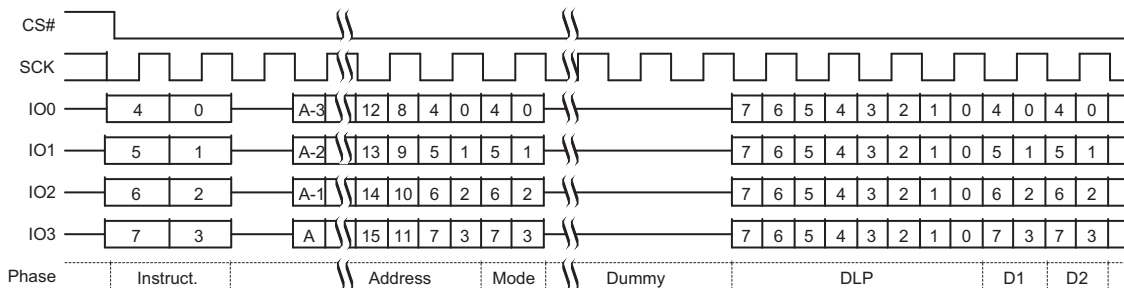 CS#
SCK
IO0 4 0 A-3 12 8 4 0 4 0 7 6 5 4 3 2 1 0 4 0 4 0
IO1 5 1 A-2 13 9 5 1 5 1 7 6 5 4 3 2 1 0 5 1 5 1
IO2 6 2 A-1 14 10 6 2 6 2 7 6 5 4 3 2 1 0 6 2 6 2
IO3 7 3 A 15 11 7 3 7 3 7 6 5 4 3 2 1 0 7 3 7 3
Phase Instruct. Address Mode Dummy DLP D1 D2